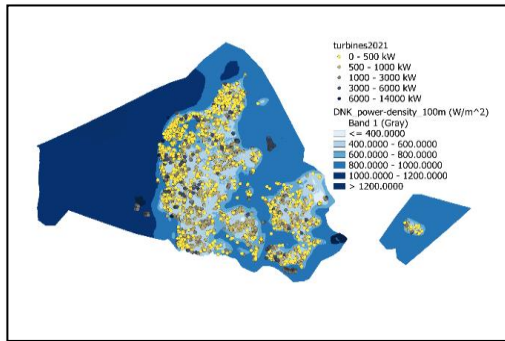 turbines2021
0 - 500 kW
500 - 1000 kW
1000 - 3000 kW
3000 - 6000 kW
6000 - 14000 kW
DNK_power-density_100m (W/m^2)
Band 1 (Gray)
<= 400.0000
400.0000 - 600.0000
600.0000 - 800.0000
800.0000 - 1000.0000
1000.0000 - 1200.0000
> 1200.0000